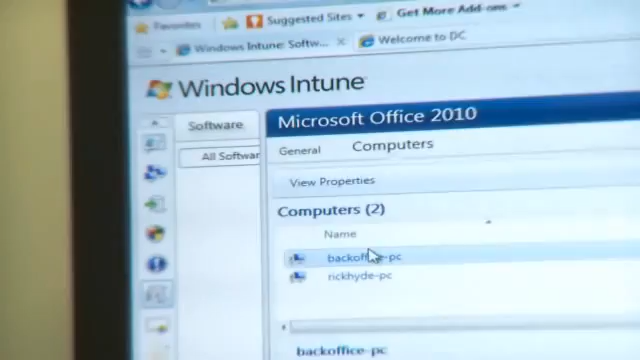 Favorites
Suggested Sites
Get More Add-ons
Windows Intune: Softw...
Welcome to DC
Windows Intune
Software
Microsoft Office 2010
All Softwar
General
Computers
View Properties
Computers (2)
Name
backoffice-pc
rickhyde-pc
backoffice-pc